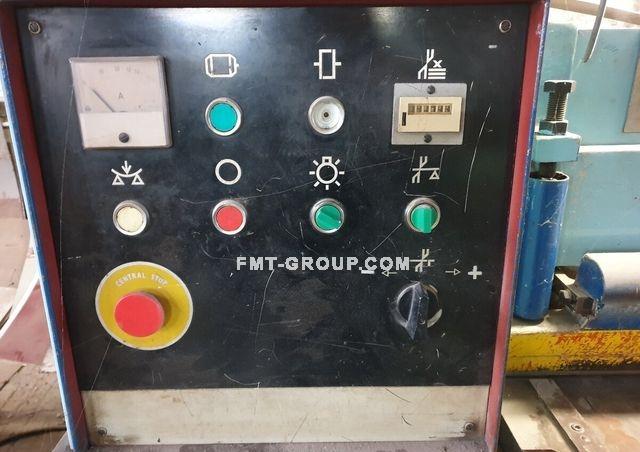 A
FMT-GROUP.COM
- ← → +
CENTRAL STOP